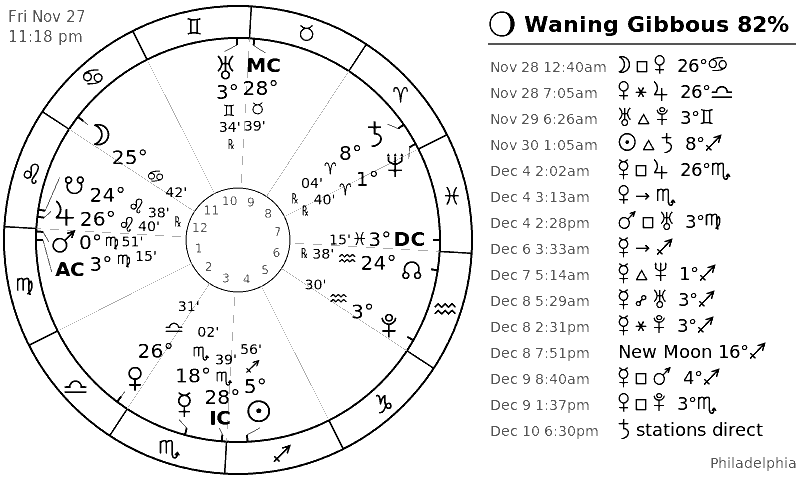 Fri Nov 27
11:18 pm
♊
♉
♋
♈
♌
♓
♍
♒
♎
♑
♏
♐
♅ MC
3° 28°
♊ ♉
34' 39'
℞
☽
25°
♋
42'
♄
8°
♈
04'
℞
♆
1°
♈
40'
℞
☋
24°
♌
38'
℞
♃
26°
♌
40'
♂ 0° ♍ 51'
AC 3° ♍ 15'
15' ♓ 3° DC
℞ 38' ♒ 24° ☊
30'
♒
3°
♇
31'
♎
26°
♀
02'
♏
18°
☿
39'
♏
28°
IC
56'
♐
5°
☉
1
2
3
4
5
6
7
8
9
10
11
12
Waning Gibbous 82%
Nov 28 12:40am ☽ □ ♀ 26°♋
Nov 28 7:05am ♀ ⚹ ♃ 26°♎
Nov 29 6:26am ♅ △ ♇ 3°♊
Nov 30 1:05am ☉ △ ♄ 8°♐
Dec 4 2:02am ☿ □ ♃ 26°♏
Dec 4 3:13am ♀ → ♏
Dec 4 2:28pm ♂ □ ♅ 3°♍
Dec 6 3:33am ☿ → ♐
Dec 7 5:14am ☿ △ ♆ 1°♐
Dec 8 5:29am ☿ ☍ ♅ 3°♐
Dec 8 2:31pm ☿ ⚹ ♇ 3°♐
Dec 8 7:51pm New Moon 16°♐
Dec 9 8:40am ☿ □ ♂ 4°♐
Dec 9 1:37pm ♀ □ ♇ 3°♏
Dec 10 6:30pm ♄ stations direct
Philadelphia